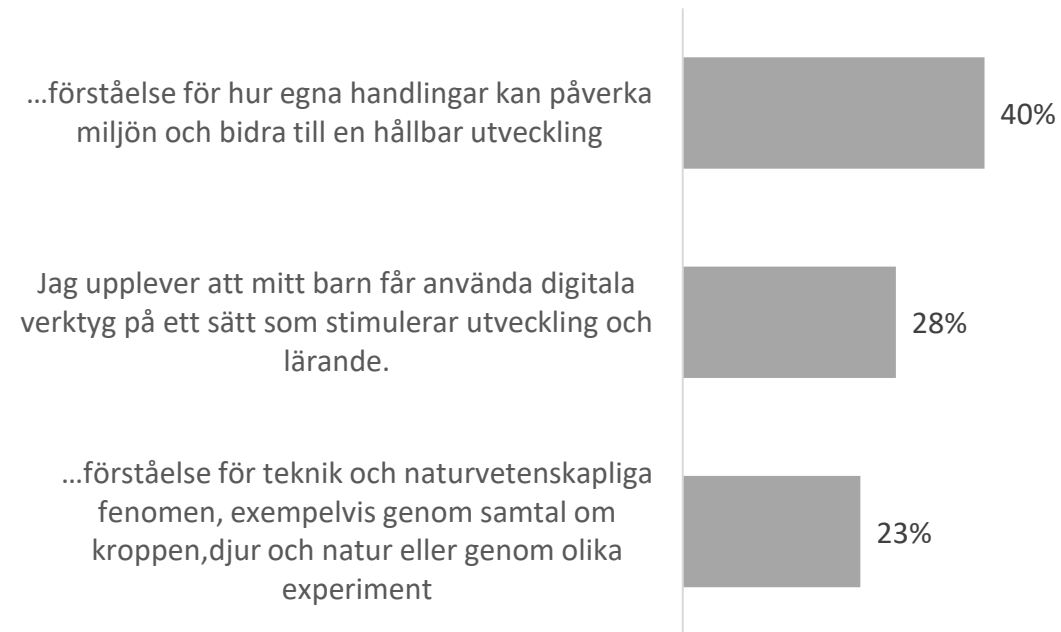 …förståelse för hur egna handlingar kan påverka
miljön och bidra till en hållbar utveckling
40%
Jag upplever att mitt barn får använda digitala
verktyg på ett sätt som stimulerar utveckling och
lärande.
28%
…förståelse för teknik och naturvetenskapliga
fenomen, exempelvis genom samtal om
kroppen,djur och natur eller genom olika
experiment
23%